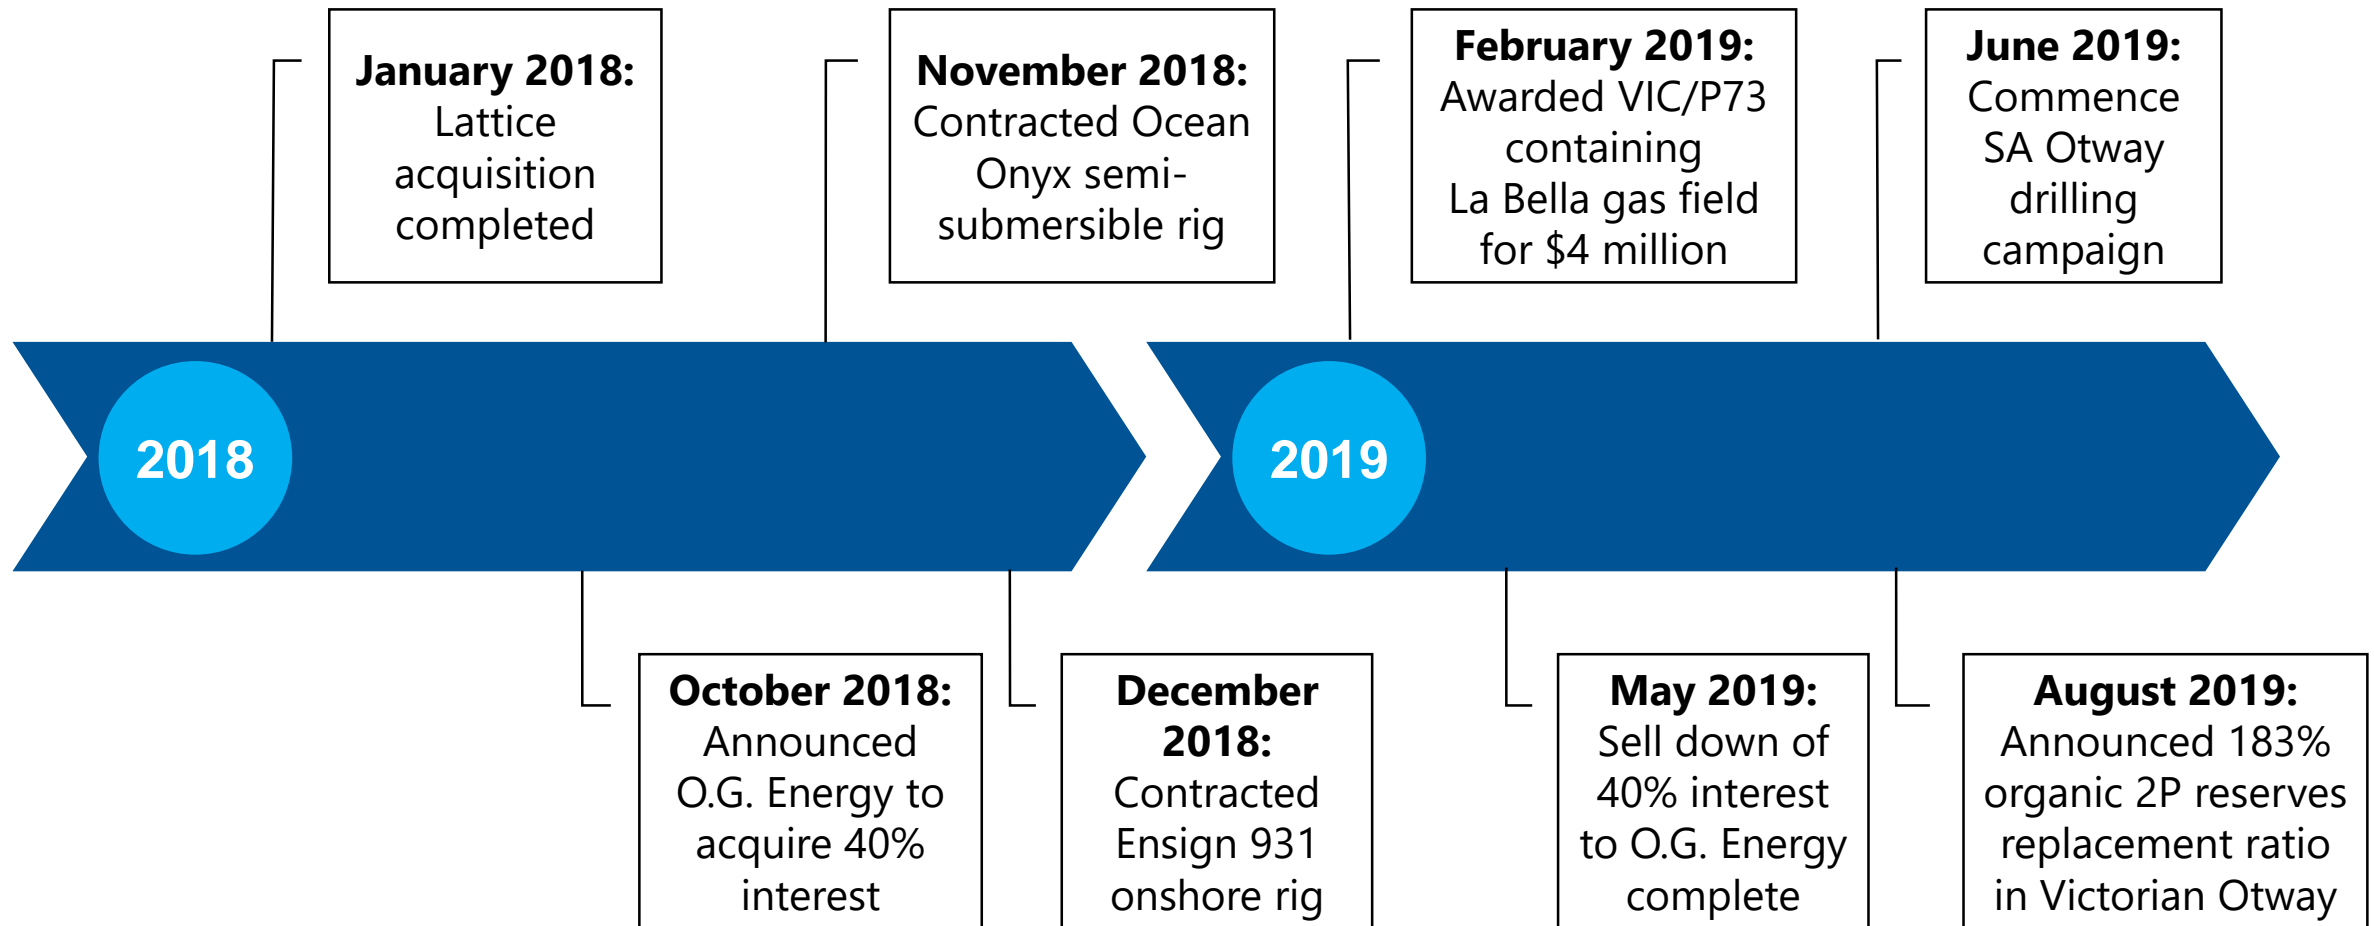 January 2018:
Lattice
acquisition
completed
November 2018:
Contracted Ocean
Onyx semi-
submersible rig
February 2019:
Awarded VIC/P73
containing
La Bella gas field
for $4 million
June 2019:
Commence
SA Otway
drilling
campaign
2018
2019
October 2018:
Announced
O.G. Energy to
acquire 40%
interest
December
2018:
Contracted
Ensign 931
onshore rig
May 2019:
Sell down of
40% interest
to O.G. Energy
complete
August 2019:
Announced 183%
organic 2P reserves
replacement ratio
in Victorian Otway